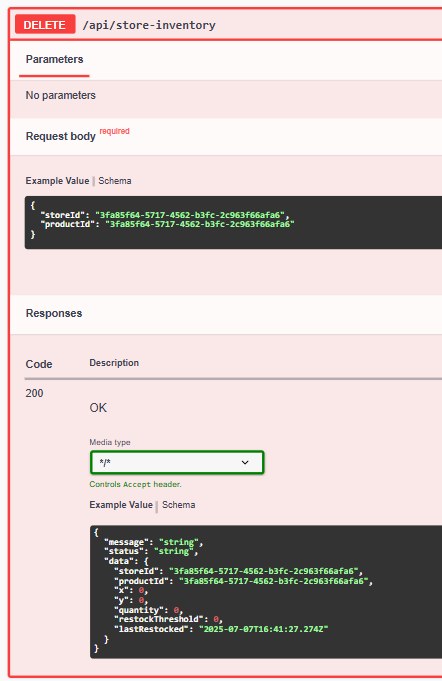 DELETE /api/store-inventory
Parameters
No parameters
Request body required
Example Value | Schema
{
  "storeId": "3fa85f64-5717-4562-b3fc-2c963f66afa6",
  "productId": "3fa85f64-5717-4562-b3fc-2c963f66afa6"
}
Responses
Code Description
200
OK
Media type
*/*
Controls Accept header.
Example Value | Schema
{
  "message": "string",
  "status": "string",
  "data": {
    "storeId": "3fa85f64-5717-4562-b3fc-2c963f66afa6",
    "productId": "3fa85f64-5717-4562-b3fc-2c963f66afa6",
    "x": 0,
    "y": 0,
    "quantity": 0,
    "restockThreshold": 0,
    "lastRestocked": "2025-07-07T16:41:27.274Z"
  }
}